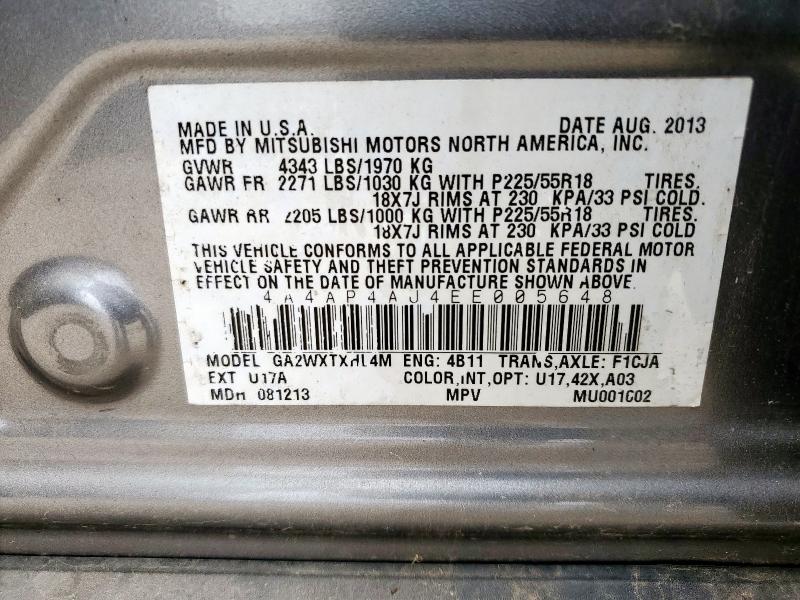 MADE IN U.S.A. DATE AUG. 2013
MFD BY MITSUBISHI MOTORS NORTH AMERICA, INC.
GVWR 4343 LBS/1970 KG
GAWR FR 2271 LBS/1030 KG WITH P225/55R18 TIRES.
18X7J RIMS AT 230 KPA/33 PSI COLD.
GAWR RR 2205 LBS/1000 KG WITH P225/55R18 TIRES.
18X7J RIMS AT 230 KPA/33 PSI COLD
THIS VEHICLE CONFORMS TO ALL APPLICABLE FEDERAL MOTOR
VEHICLE SAFETY AND THEFT PREVENTION STANDARDS IN
EFFECT ON THE DATE OF MANUFACTURE SHOWN ABOVE.
4A4AP4AJ4EE005648
MODEL GA2WXTXHL4M ENG: 4B11 TRANS,AXLE: F1CJA
EXT U17A COLOR,INT,OPT: U17,42X,A03
MDH 081213 MPV MU001C02